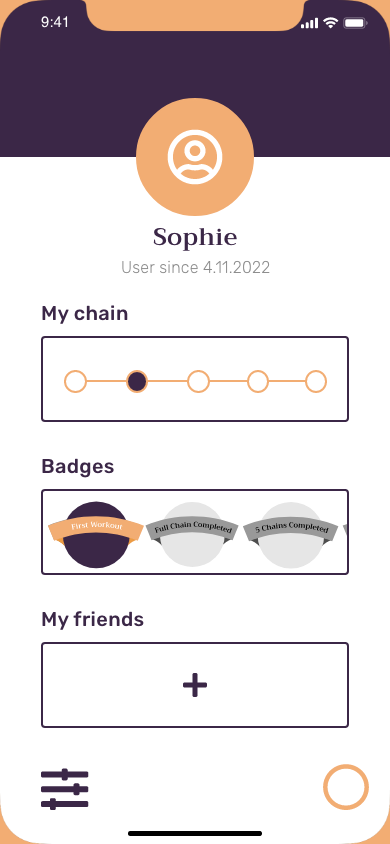 9:41
Sophie
User since 4.11.2022
My chain
Badges
First Workout
Full Chain Completed
5 Chains Completed
My friends